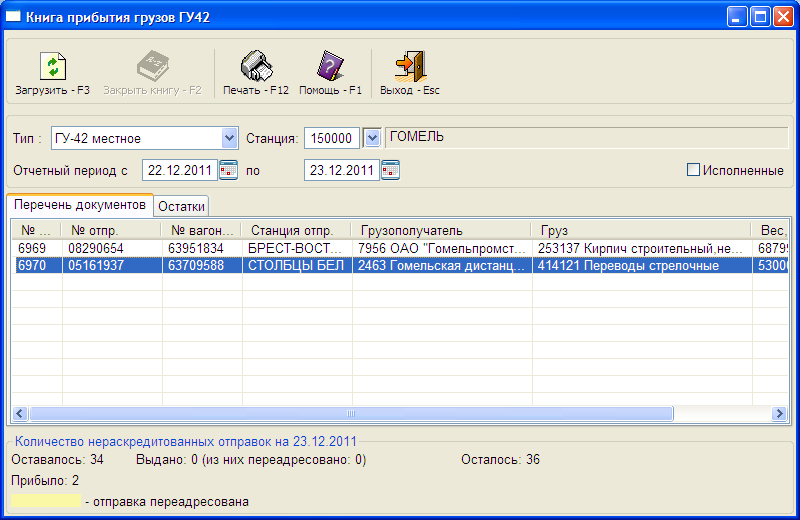 Книга прибытия грузов ГУ42
Загрузить - F3 Закрыть книгу - F2 Печать - F12 Помощь - F1 Выход - Esc
Тип : ГУ-42 местное Станция: 150000 ГОМЕЛЬ
Отчетный период с 22.12.2011 по 23.12.2011 Исполненные
Перечень документов Остатки
№ ... № отпр. № вагон... Станция отпр. Грузополучатель Груз Вес,
6969 08290654 63951834 БРЕСТ-ВОСТ... 7956 ОАО "Гомельпромст... 253137 Кирпич строительный,не... 6879
6970 05161937 63709588 СТОЛБЦЫ БЕЛ 2463 Гомельская дистанц... 414121 Переводы стрелочные 5300
Количество нераскредитованных отправок на 23.12.2011
Оставалось: 34 Выдано: 0 (из них переадресовано: 0) Осталось: 36
Прибыло: 2
- отправка переадресована